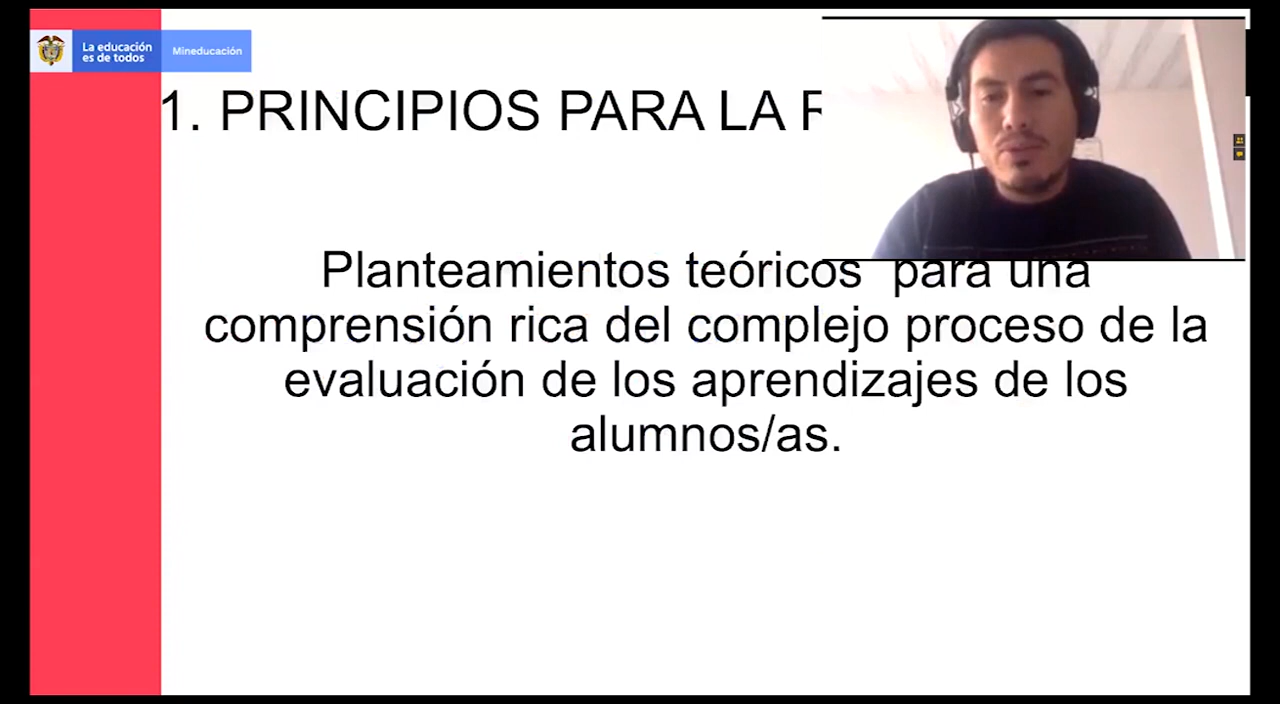 La educación
es de todos
Mineducación
1. PRINCIPIOS PARA LA
Planteamientos teóricos para una
comprensión rica del complejo proceso de la
evaluación de los aprendizajes de los
alumnos/as.